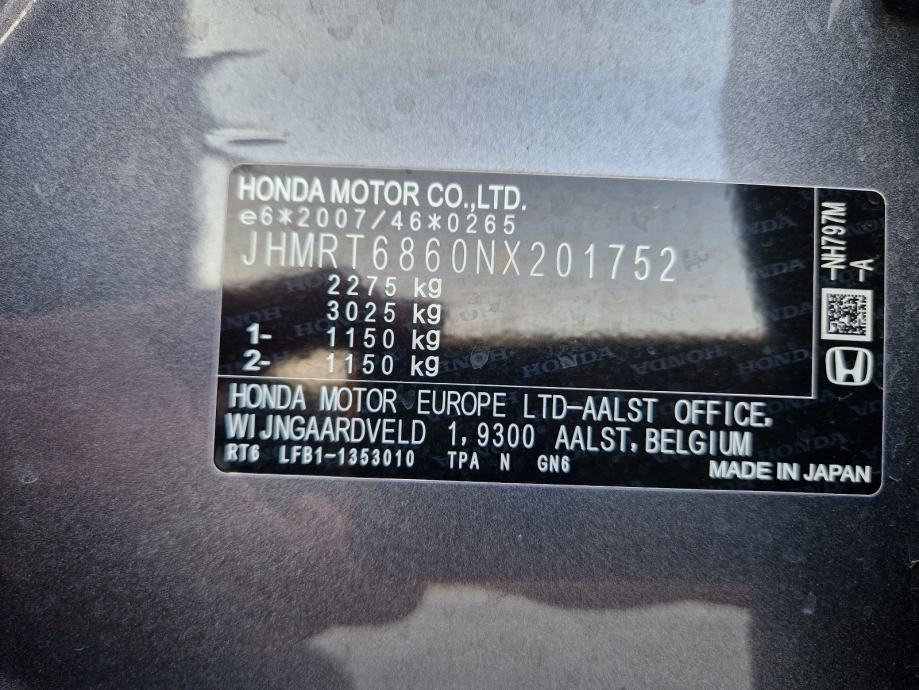 HONDA MOTOR CO.,LTD.
e6*2007/46*0265
JHMRT6860NX201752
2275 kg
3025 kg
1- 1150 kg
2- 1150 kg
HONDA MOTOR EUROPE LTD-AALST OFFICE,
WIJNGAARDVELD 1, 9300 AALST, BELGIUM
RT6 LFB1-1353010 TPA N GN6
MADE IN JAPAN
-NH797M
-A